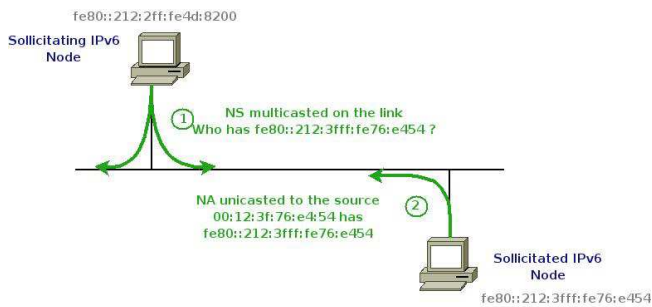 fe80::212:2ff:fe4d:8200
Sollicitating IPv6
Node
1
NS multicasted on the link
Who has fe80::212:3fff:fe76:e454 ?
NA unicasted to the source
00:12:3f:76:e4:54 has
fe80::212:3fff:fe76:e454
2
Sollicitated IPv6
Node
fe80::212:3fff:fe76:e454